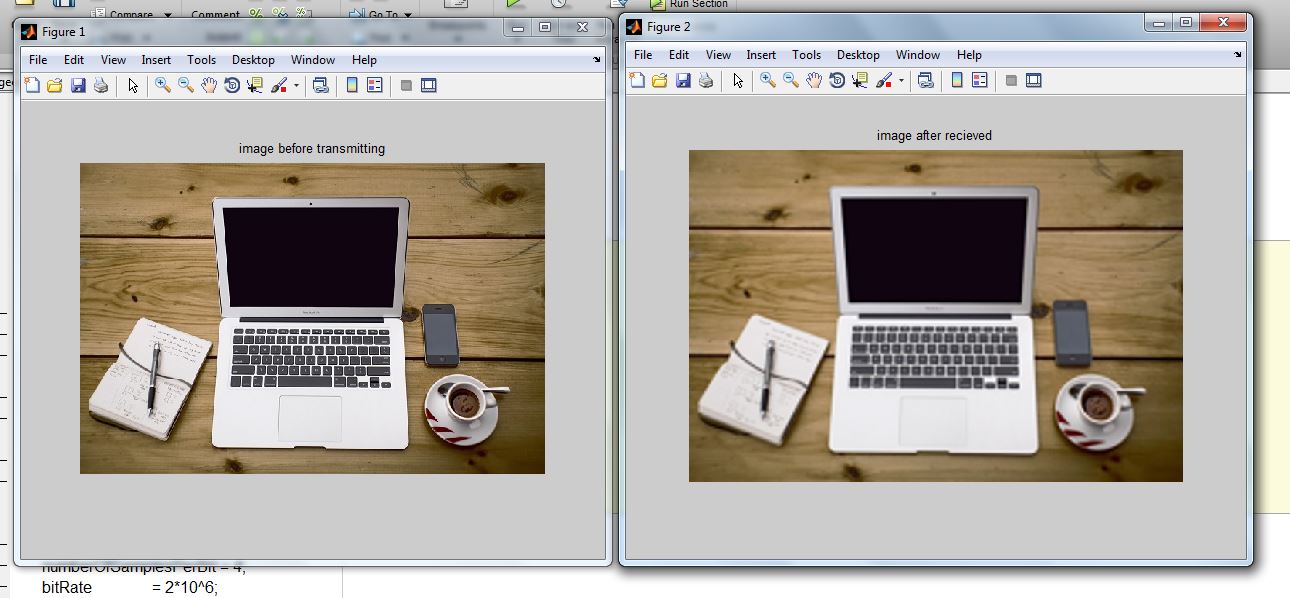 Compare
Comment
Go To
Run Section
Figure 1
File Edit View Insert Tools Desktop Window Help
image before transmitting
Figure 2
File Edit View Insert Tools Desktop Window Help
image after recieved
numberOfSamplesPerBit = 4;
bitRate = 2*10^6;